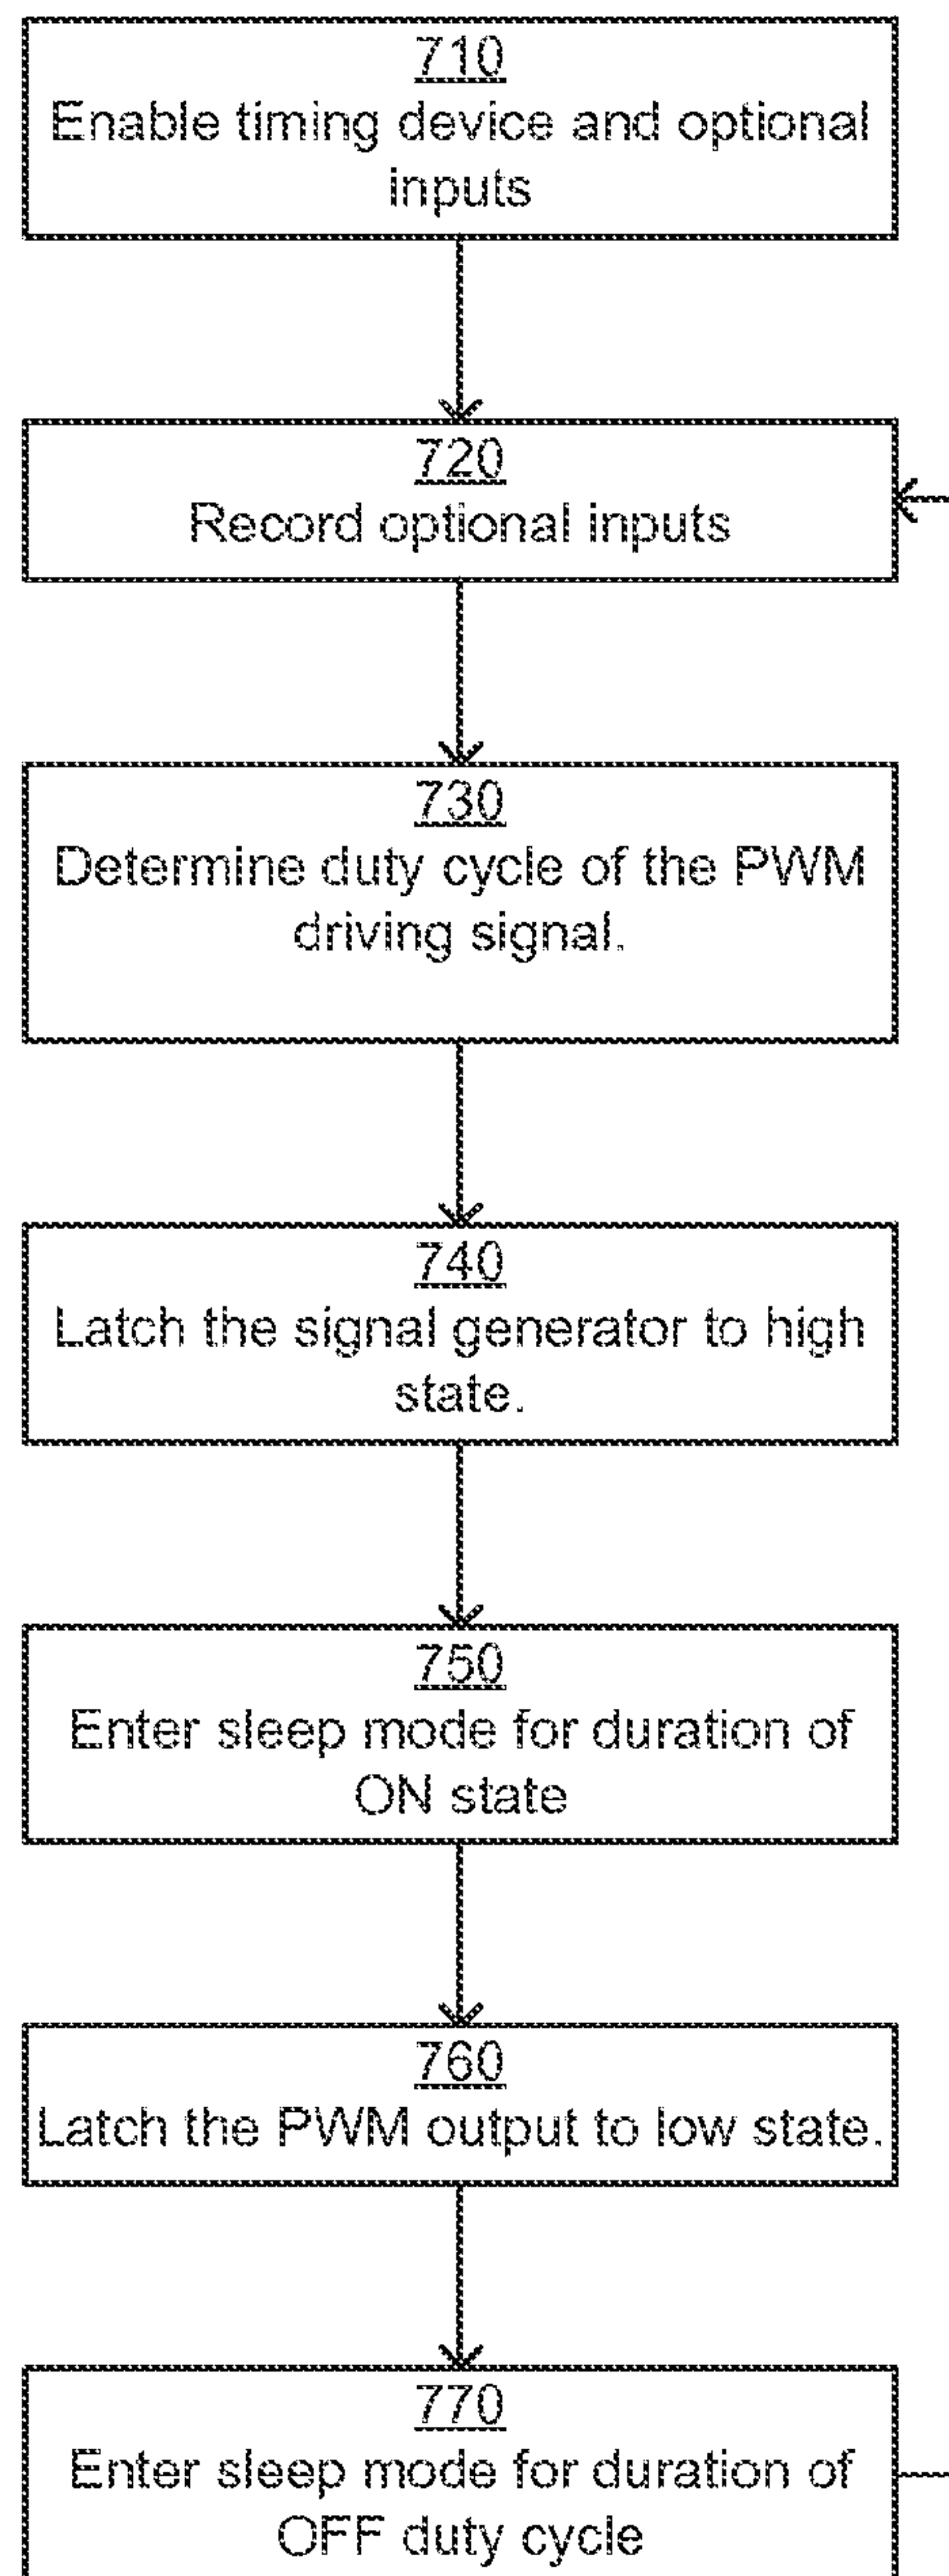 710
Enable timing device and optional
inputs
720
Record optional inputs
730
Determine duty cycle of the PWM
driving signal.
740
Latch the signal generator to high
state.
750
Enter sleep mode for duration of
ON state
760
Latch the PWM output to low state.
770
Enter sleep mode for duration of
OFF duty cycle